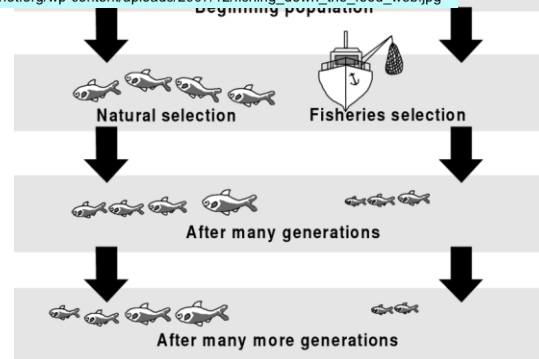 Beginning population
Natural selection
Fisheries selection
After many generations
After many more generations